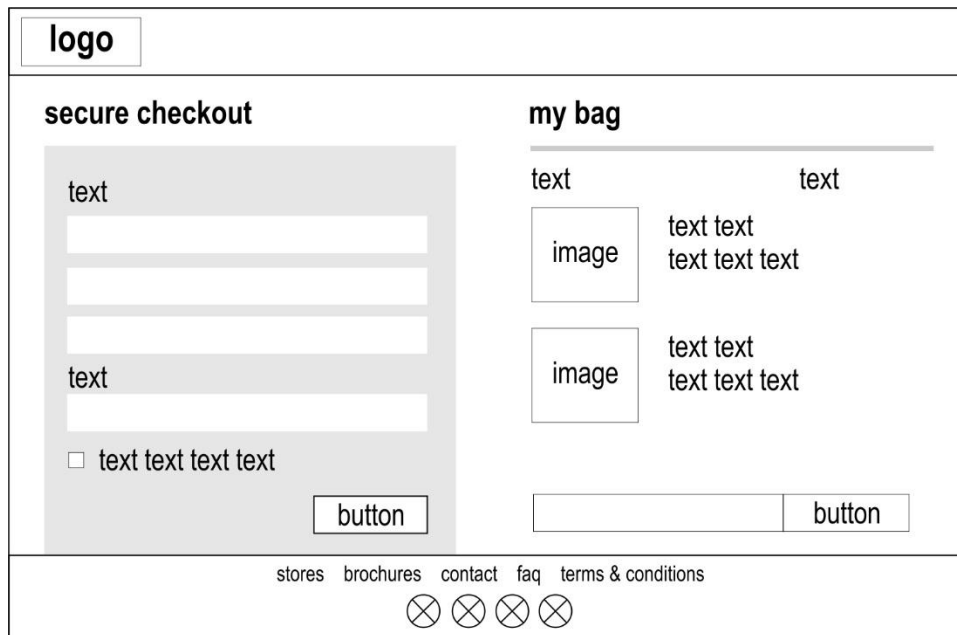 logo
secure checkout
text
text
text text text text
button
my bag
text text
image
text text
text text text
image
text text
text text text
button
stores brochures contact faq terms & conditions